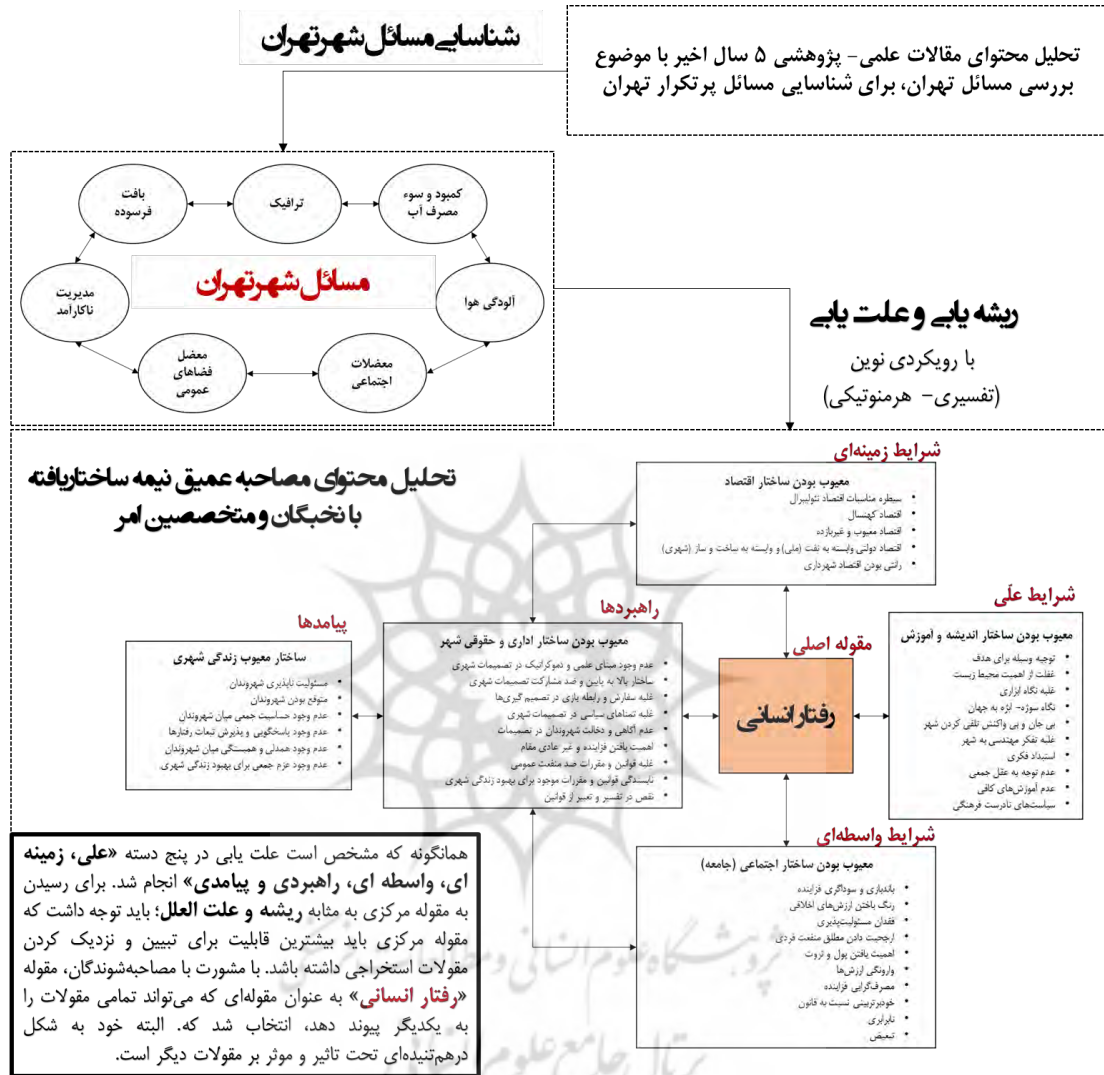 شناسایی مسائل شهر تهران
تحلیل محتوای مقالات علمی- پژوهشی ۵ سال اخیر با موضوع
بررسی مسائل تهران، برای شناسایی مسائل پرتکرار تهران
کمبود و سوء
مصرف آب
ترافیک
بافت
فرسوده
مسائل شهر تهران
آلودگی هوا
مدیریت
ناکارآمد
معضلات
اجتماعی
معضل
فضاهای
عمومی
ریشه یابی و علت یابی
با رویکردی نوین
(تفسیری- هرمنوتیکی)
تحلیل محتوای مصاحبه عمیق نیمه ساختاریافته
با نخبگان و متخصصین امر
شرایط زمینه‌ای
معیوب بودن ساختار اقتصاد
سیطره مناسبات اقتصاد نئولیبرال
اقتصاد کهنسال
اقتصاد معیوب و غیربازده
اقتصاد دولتی وابسته به نفت (ملی) و وابسته به ساخت و ساز (شهری)
رانتی بودن اقتصاد شهرداری
شرایط علّی
معیوب بودن ساختار اندیشه و آموزش
توجیه وسیله برای هدف
غفلت از اهمیت محیط زیست
غلبه نگاه ابزاری
نگاه سوژه- ابژه به جهان
بی جان و بی واکنش تلقی کردن شهر
غلبه تفکر مهندسی به شهر
استبداد فکری
عدم توجه به عقل جمعی
عدم آموزش‌های کافی
سیاست‌های نادرست فرهنگی
مقوله اصلی
رفتار انسانی
راهبردها
معیوب بودن ساختار اداری و حقوقی شهر
عدم وجود مبنای علمی و دموکراتیک در تصمیمات شهری
ساختار بالا به پایین و ضد مشارکت تصمیمات شهری
غلبه سفارش و رابطه بازی در تصمیم گیری‌ها
غلبه تمناهای سیاسی در تصمیمات شهری
عدم آگاهی و دخالت شهروندان در تصمیمات
اهمیت یافتن فزاینده و غیر عادی مقام
غلبه قوانین و مقررات ضد منفعت عمومی
نابسندگی قوانین و مقررات موجود برای بهبود زندگی شهری
نقص در تفسیر و تعبیر از قوانین
پیامدها
ساختار معیوب زندگی شهری
مسئولیت ناپذیری شهروندان
متوقع بودن شهروندان
عدم وجود حساسیت جمعی میان شهروندان
عدم وجود پاسخگویی و پذیرش تبعات رفتارها
عدم وجود همدلی و همبستگی میان شهروندان
عدم وجود عزم جمعی برای بهبود زندگی شهری
شرایط واسطه‌ای
معیوب بودن ساختار اجتماعی (جامعه)
باندبازی و سوداگری فزاینده
رنگ باختن ارزش‌های اخلاقی
فقدان مسئولیت‌پذیری
ارجحیت دادن مطلق منفعت فردی
اهمیت یافتن پول و ثروت
وارونگی ارزش‌ها
مصرف‌گرایی فزاینده
خودبرتربینی نسبت به قانون
نابرابری
تبعیض
همانگونه که مشخص است علت یابی در پنج دسته «علی، زمینه
ای، واسطه ای، راهبردی و پیامدی» انجام شد. برای رسیدن
به مقوله مرکزی به مثابه ریشه و علت العلل؛ باید توجه داشت که
مقوله مرکزی باید بیشترین قابلیت برای تبیین و نزدیک کردن
مقولات استخراجی داشته باشد. با مشورت با مصاحبه‌شوندگان، مقوله
«رفتار انسانی» به عنوان مقوله‌ای که می‌تواند تمامی مقولات را
به یکدیگر پیوند دهد، انتخاب شد که. البته خود به شکل
درهم‌تنیده‌ای تحت تاثیر و موثر بر مقولات دیگر است.
پرتال جامع علوم انسانی